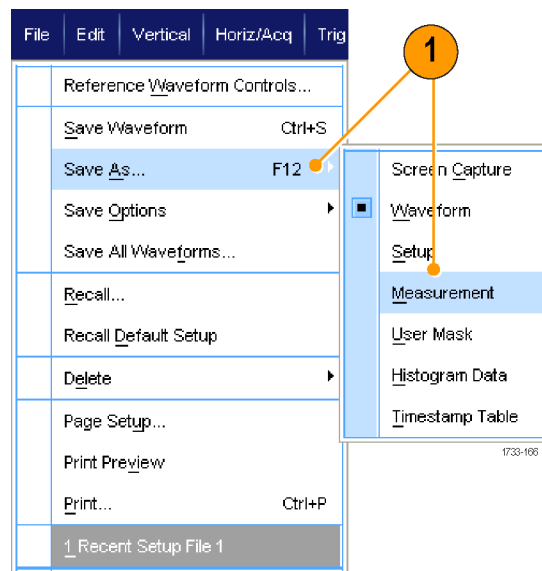 File Edit Vertical Horiz/Acq Trig
1
Reference Waveform Controls...
Save Waveform Ctrl+S
Save As... F12
Save Options
Save All Waveforms...
Recall...
Recall Default Setup
Delete
Page Setup...
Print Preview
Print... Ctrl+P
1 Recent Setup File 1
Screen Capture
Waveform
Setup
Measurement
User Mask
Histogram Data
Timestamp Table
1733-166